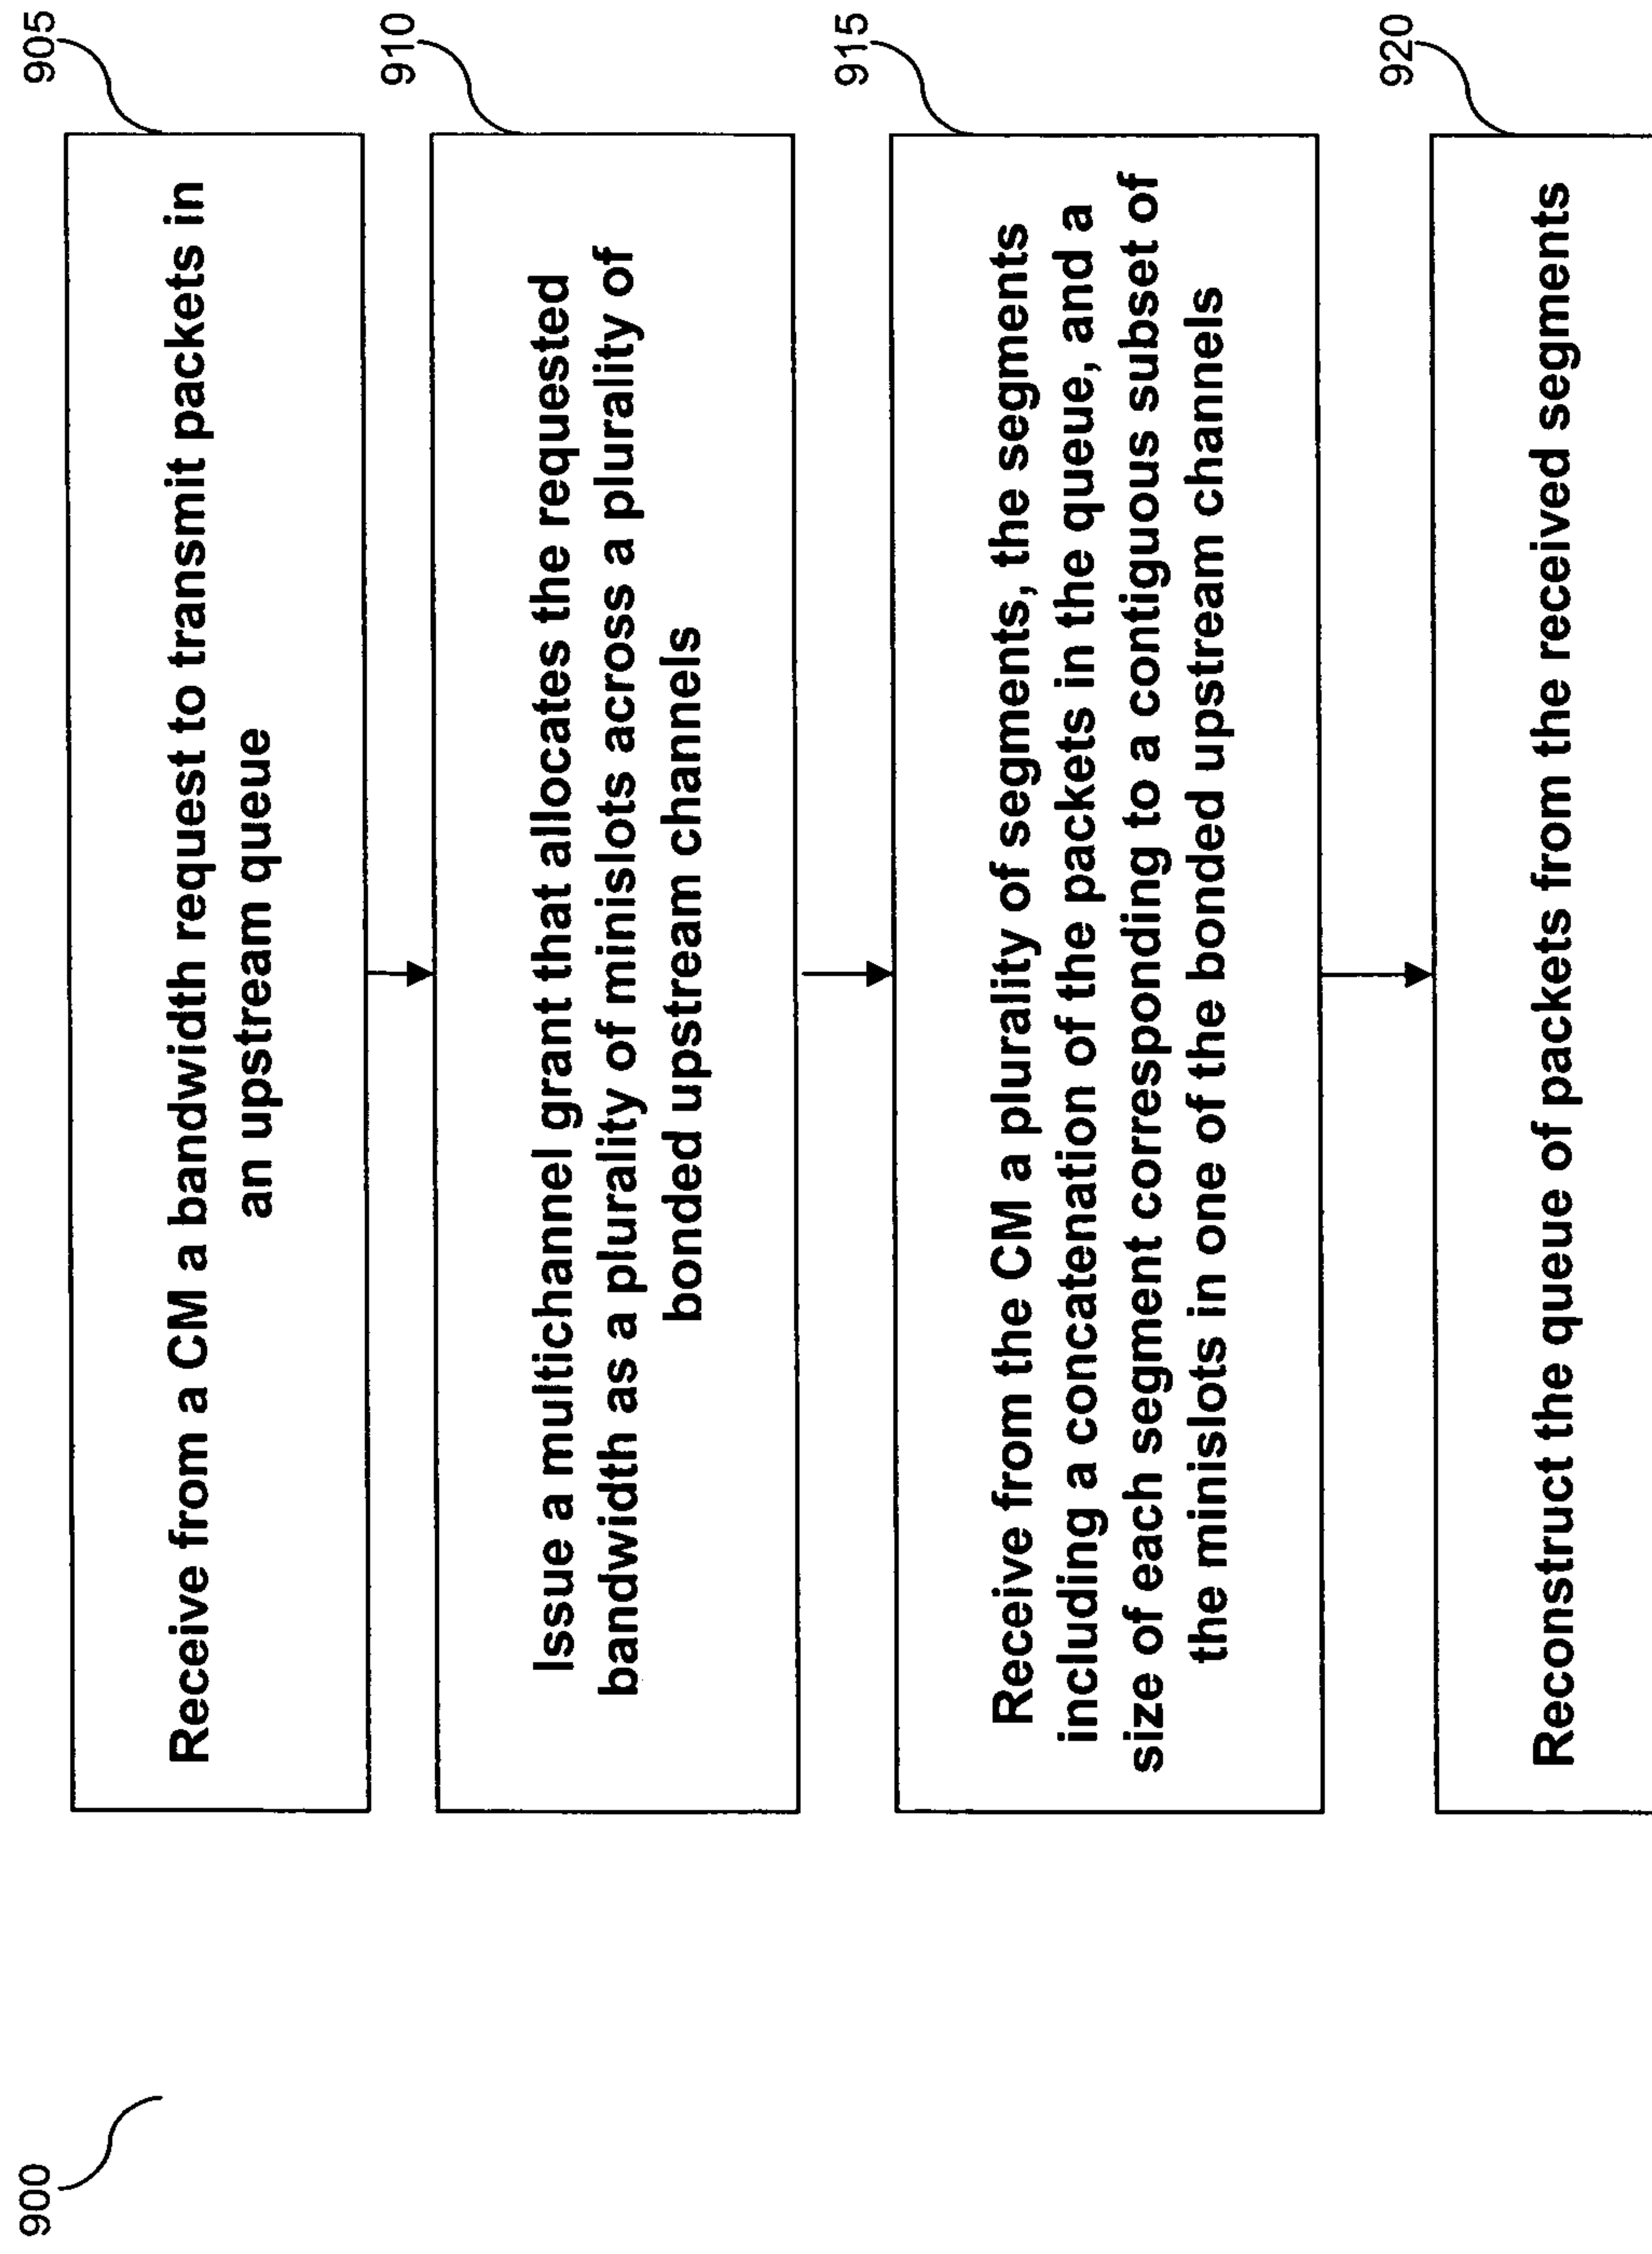 900
905
Receive from a CM a bandwidth request to transmit packets in
an upstream queue
910
Issue a multichannel grant that allocates the requested
bandwidth as a plurality of minislots across a plurality of
bonded upstream channels
915
Receive from the CM a plurality of segments, the segments
including a concatenation of the packets in the queue, and a
size of each segment corresponding to a contiguous subset of
the minislots in one of the bonded upstream channels
920
Reconstruct the queue of packets from the received segments